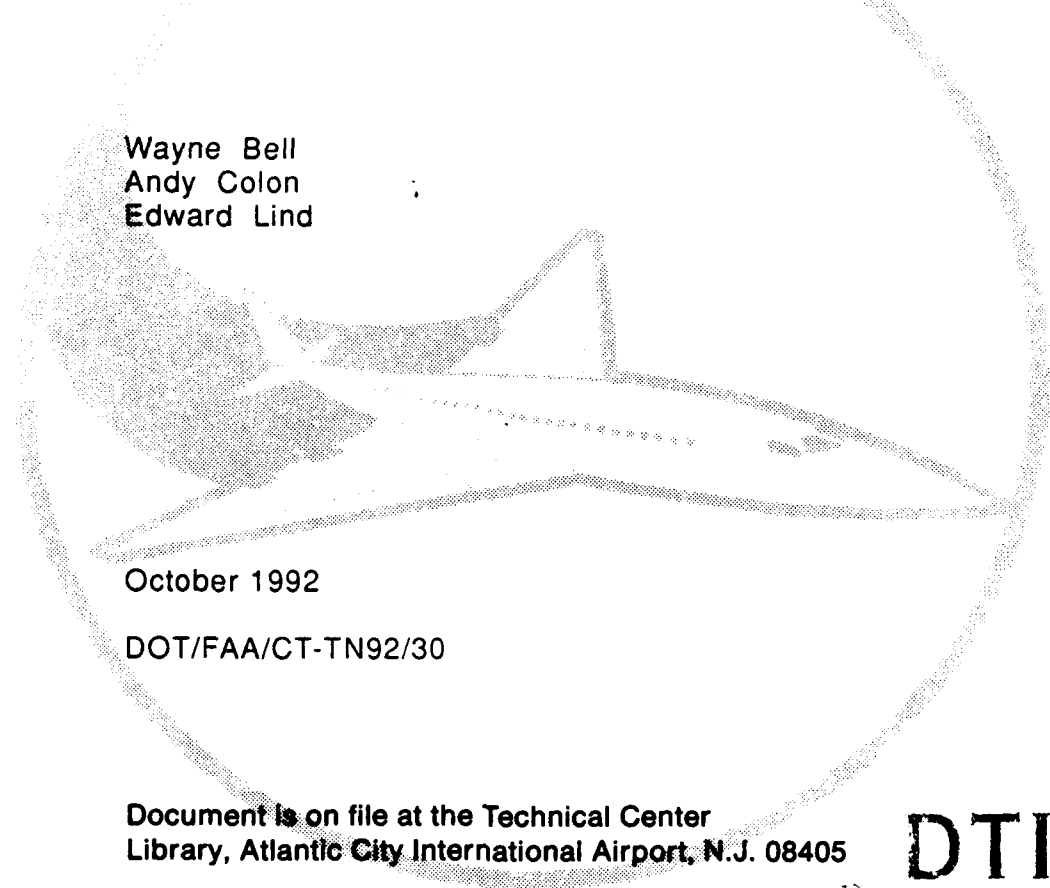 Wayne Bell
Andy Colon
Edward Lind
October 1992
DOT/FAA/CT-TN92/30
Document is on file at the Technical Center
Library, Atlantic City International Airport, N.J. 08405
DTI